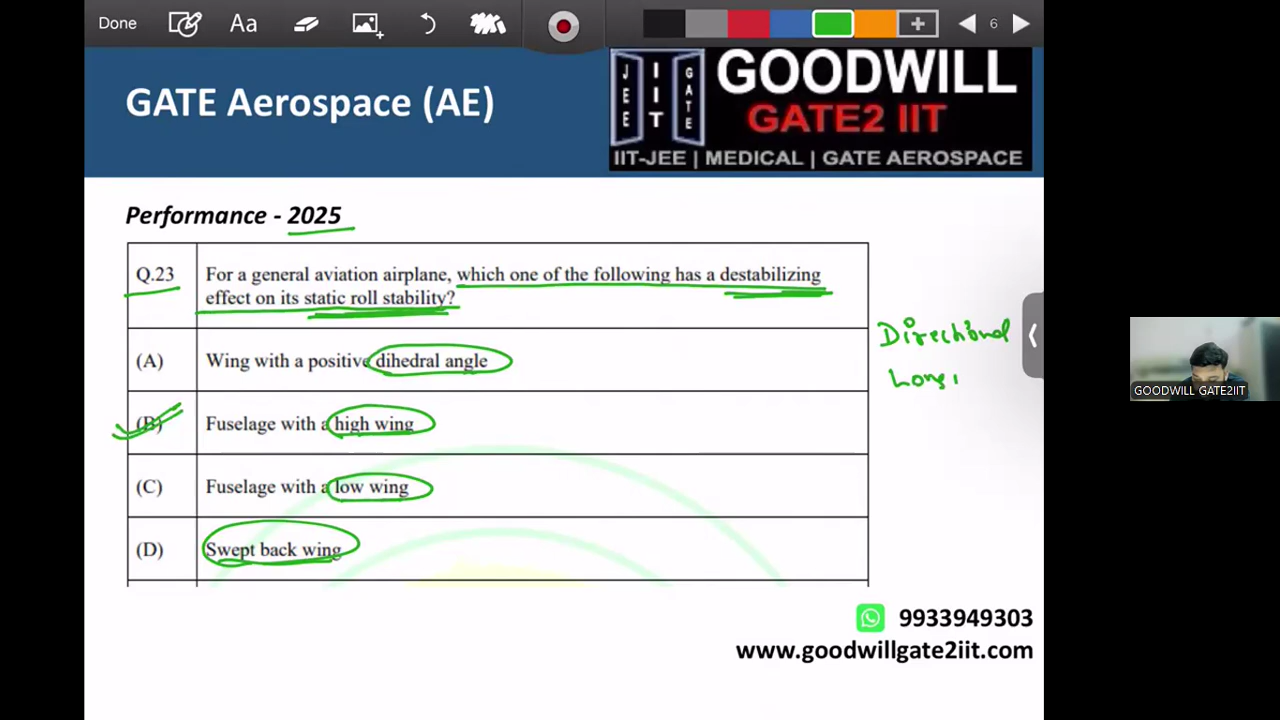 Done
Aa
6
GATE Aerospace (AE)
JEE
IIT
GATE
GOODWILL
GATE2 IIT
IIT-JEE | MEDICAL | GATE AEROSPACE
Performance - 2025
Q.23 For a general aviation airplane, which one of the following has a destabilizing
effect on its static roll stability?
(A) Wing with a positive dihedral angle
(B) Fuselage with a high wing
(C) Fuselage with a low wing
(D) Swept back wing
Directional
Long
GOODWILL GATE2IIT
9933949303
www.goodwillgate2iit.com